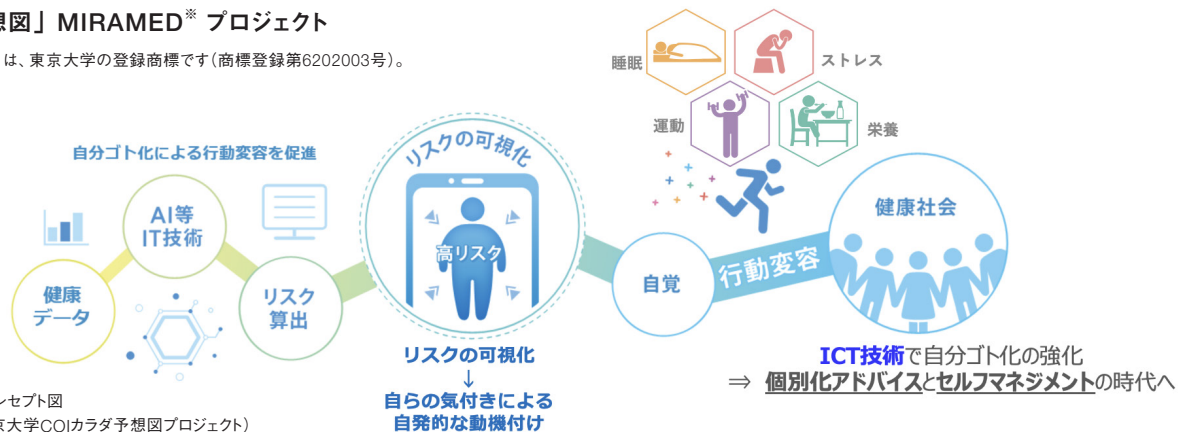 想図」 MIRAMED※ プロジェクト
は、東京大学の登録商標です(商標登録第6202003号)。
睡眠
ストレス
運動
栄養
自分ゴト化による行動変容を促進
健康
データ
AI等
IT技術
リスク
算出
リスクの可視化
高リスク
自覚
行動変容
健康社会
リスクの可視化
↓
自らの気付きによる
自発的な動機付け
ICT技術で自分ゴト化の強化
⇒ 個別化アドバイスとセルフマネジメントの時代へ
セプト図
京大学COIカラダ予想図プロジェクト)